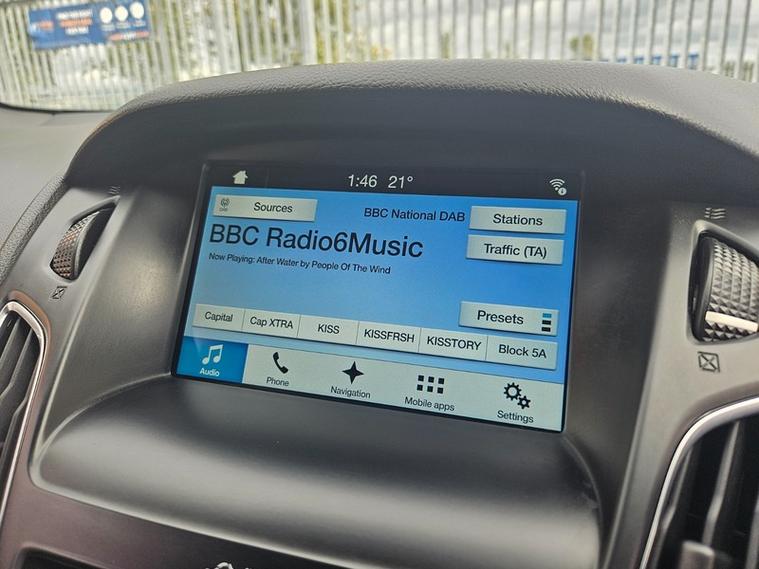 1:46 21°
DAB Sources
BBC National DAB
Stations
BBC Radio6Music
Traffic (TA)
Now Playing: After Water by People Of The Wind
Presets
Capital
Cap XTRA
KISS
KISSFRSH
KISSTORY
Block 5A
Audio
Phone
Navigation
Mobile apps
Settings